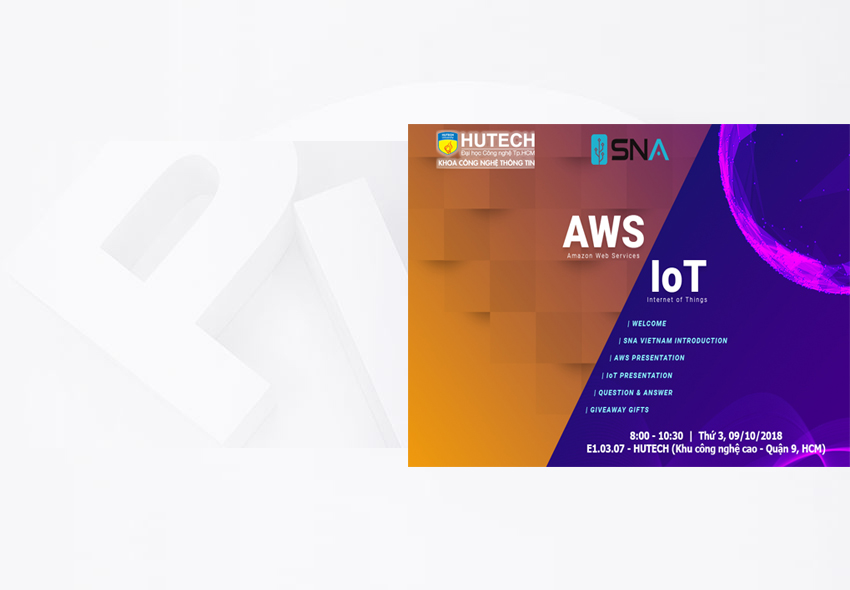 HUTECH
HUTECH
Đại học Công nghệ Tp.HCM
KHOA CÔNG NGHỆ THÔNG TIN
SNA
AWS
Amazon Web Services
IoT
Internet of Things
| WELCOME
| SNA VIETNAM INTRODUCTION
| AWS PRESENTATION
| IoT PRESENTATION
| QUESTION & ANSWER
| GIVEAWAY GIFTS
8:00 - 10:30 | Thứ 3, 09/10/2018
E1.03.07 - HUTECH (Khu công nghệ cao - Quận 9, HCM)